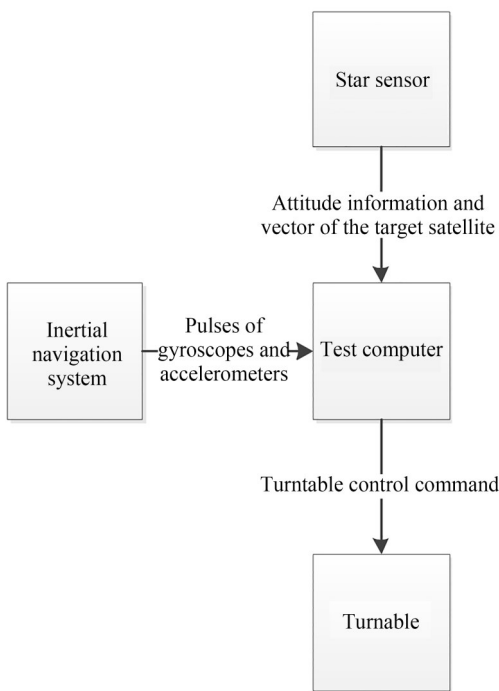 Star sensor
Attitude information and
vector of the target satellite
Inertial
navigation
system
Pulses of
gyroscopes and
accelerometers
Test computer
Turntable control command
Turnable